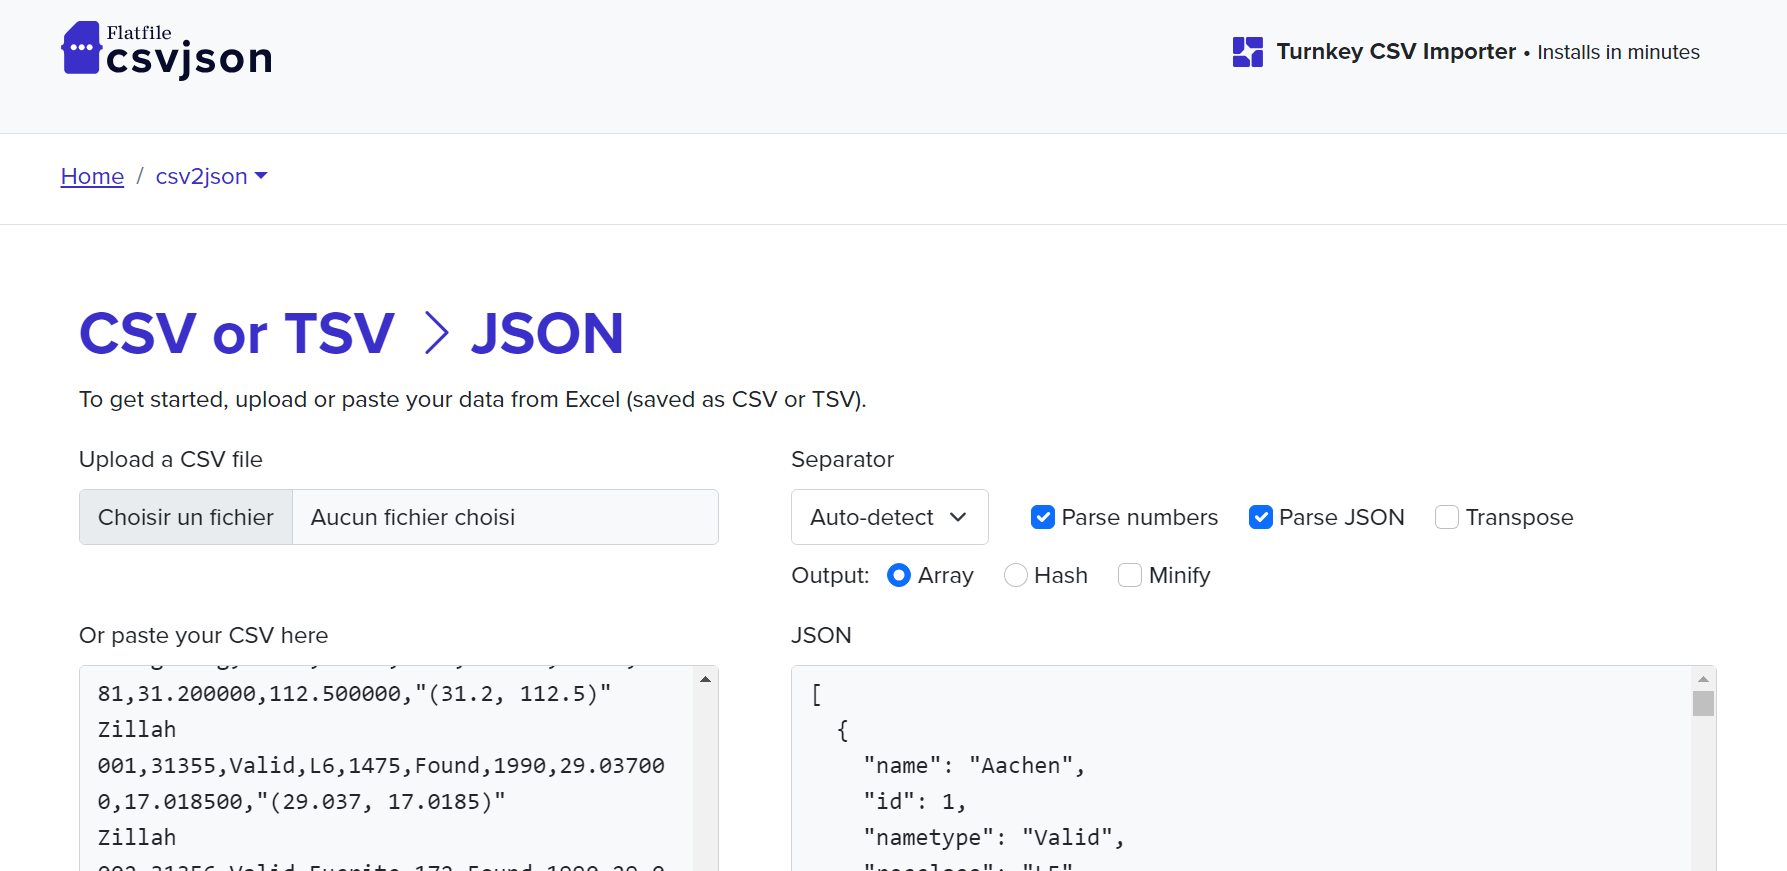 Flatfile
csvjson
Turnkey CSV Importer • Installs in minutes
Home / csv2json
CSV or TSV > JSON
To get started, upload or paste your data from Excel (saved as CSV or TSV).
Upload a CSV file
Choisir un fichier Aucun fichier choisi
Separator
Auto-detect Parse numbers Parse JSON Transpose
Output: Array Hash Minify
Or paste your CSV here
81,31.200000,112.500000,"(31.2, 112.5)"
Zillah
001,31355,Valid,L6,1475,Found,1990,29.03700
0,17.018500,"(29.037, 17.0185)"
Zillah
JSON
[
{
"name": "Aachen",
"id": 1,
"nametype": "Valid",